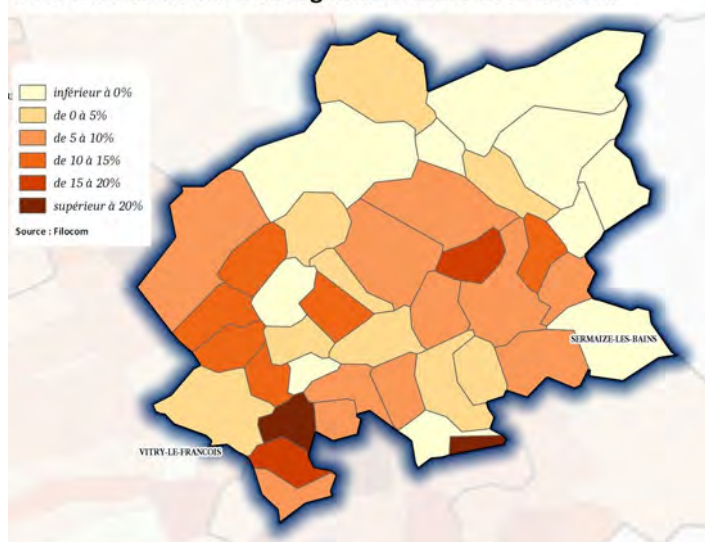 inférieur à 0%
de 0 à 5%
de 5 à 10%
de 10 à 15%
de 15 à 20%
supérieur à 20%
Source : Filocom
SERMAIZE-LES-BAINS
VITRY-LE-FRANCOIS